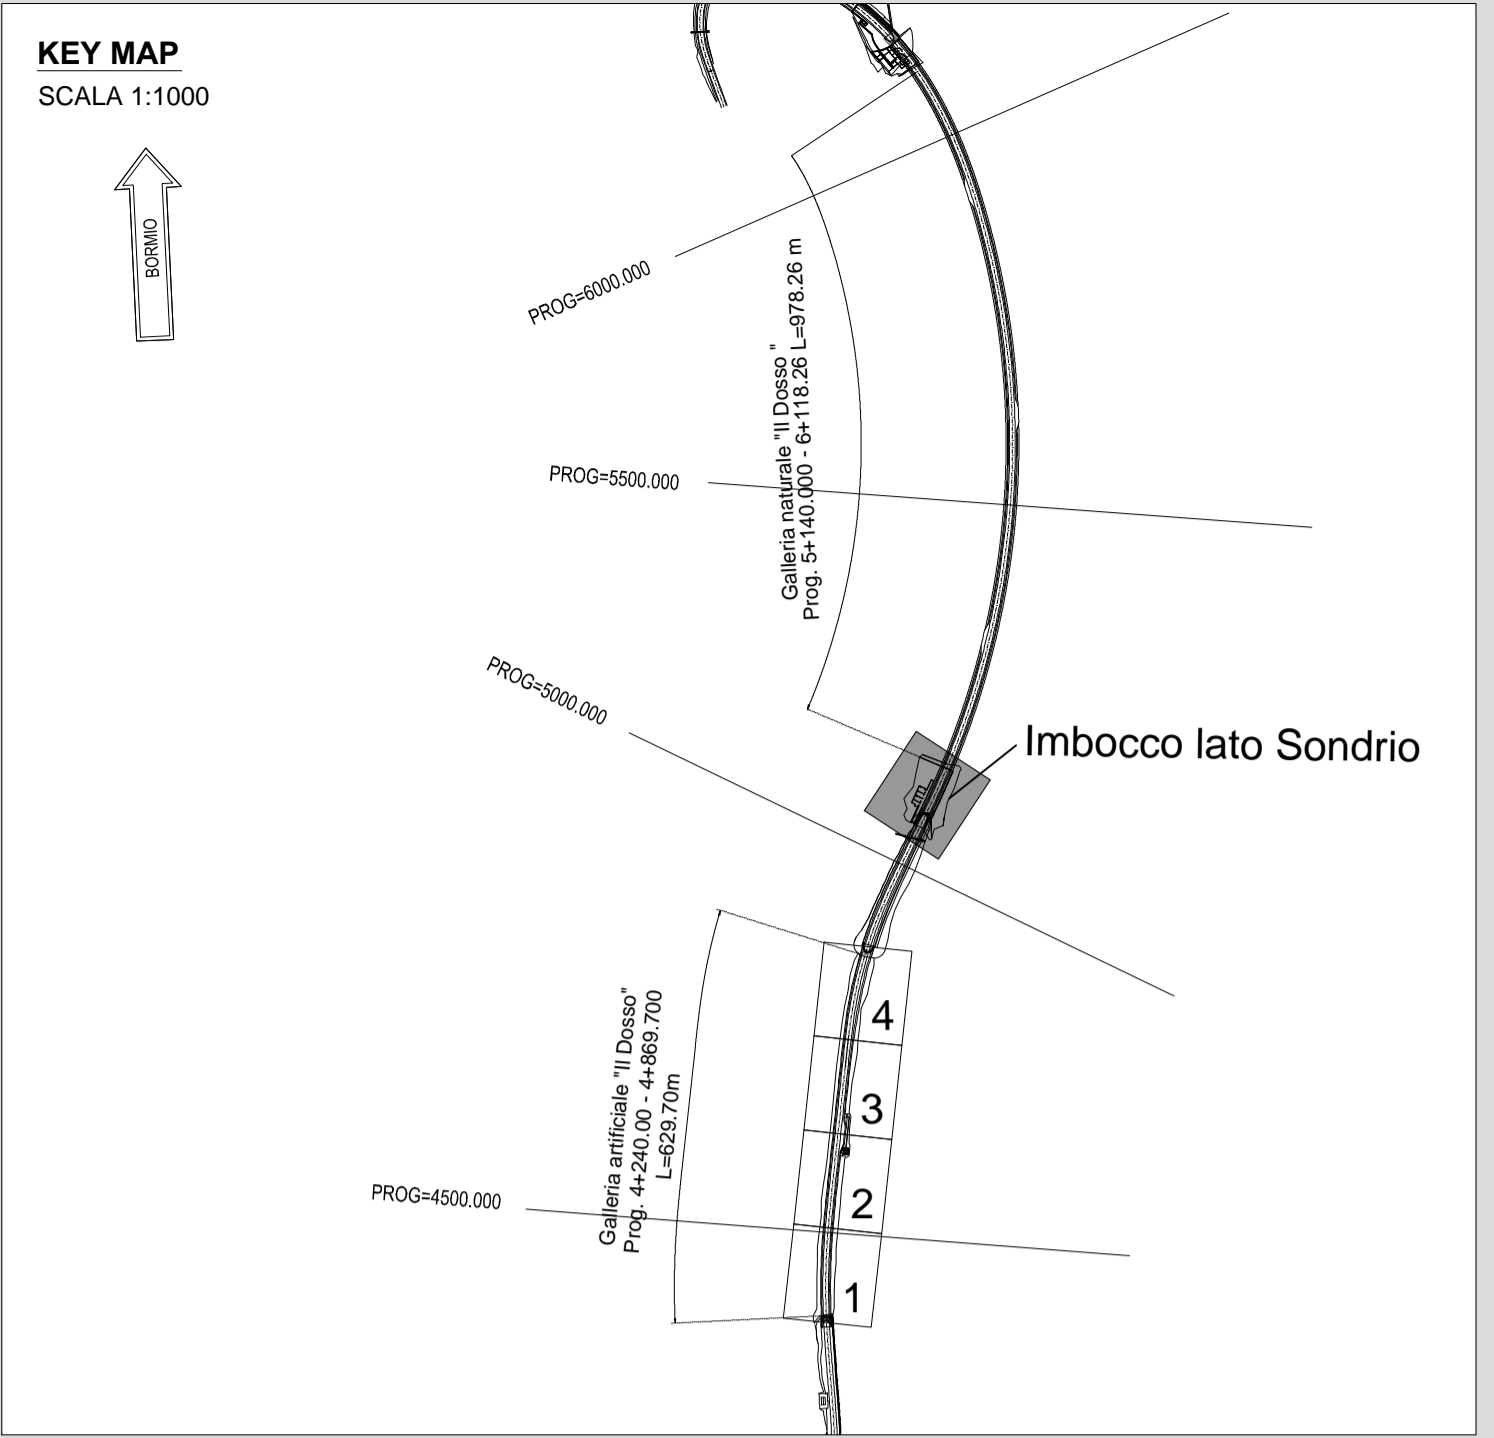 KEY MAP
SCALA 1:1000
BORMIO
PROG=6000.000
Galleria naturale "Il Dosso "
Prog. 5+140.000 - 6+118.26 L=978.26 m
PROG=5500.000
PROG=5000.000
Imbocco lato Sondrio
Galleria artificiale "Il Dosso"
Prog. 4+240.00 - 4+869.700
L=629.70m
4
3
2
PROG=4500.000
1